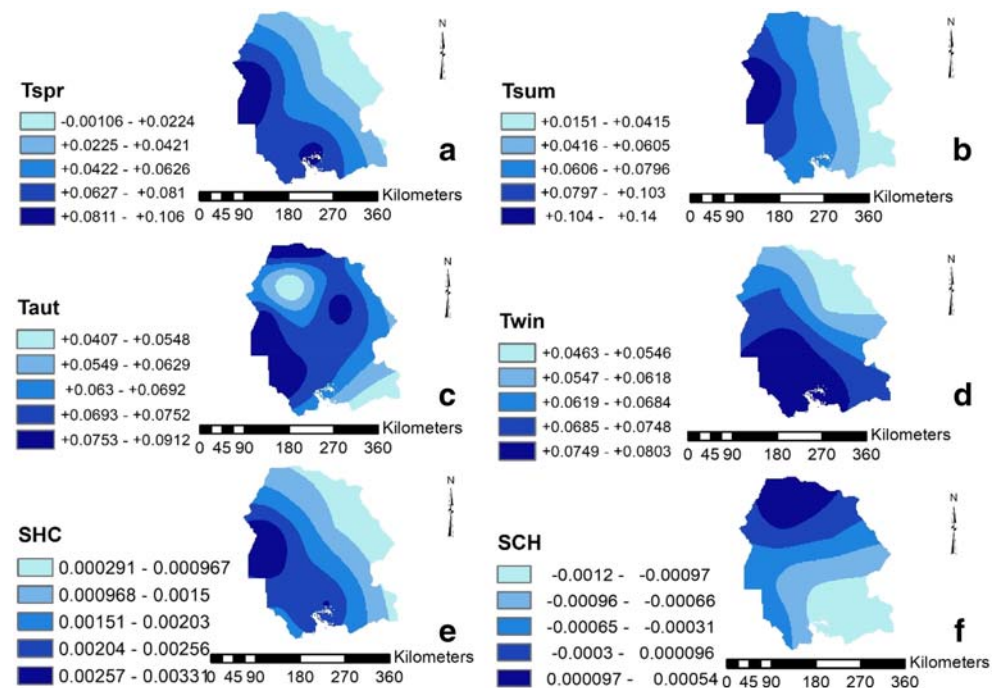 N
Tspr
-0.00106 - +0.0224
+0.0225 - +0.0421
+0.0422 - +0.0626
+0.0627 - +0.081
+0.0811 - +0.106
a
Kilometers
0 45 90 180 270 360
N
Tsum
+0.0151 - +0.0415
+0.0416 - +0.0605
+0.0606 - +0.0796
+0.0797 - +0.103
+0.104 - +0.14
b
Kilometers
0 45 90 180 270 360
N
Taut
+0.0407 - +0.0548
+0.0549 - +0.0629
+0.063 - +0.0692
+0.0693 - +0.0752
+0.0753 - +0.0912
c
Kilometers
0 45 90 180 270 360
N
Twin
+0.0463 - +0.0546
+0.0547 - +0.0618
+0.0619 - +0.0684
+0.0685 - +0.0748
+0.0749 - +0.0803
d
Kilometers
0 45 90 180 270 360
N
SHC
0.000291 - 0.000967
0.000968 - 0.0015
0.00151 - 0.00203
0.00204 - 0.00256
0.00257 - 0.00331
e
Kilometers
0 45 90 180 270 360
N
SCH
-0.0012 - -0.00097
-0.00096 - -0.00066
-0.00065 - -0.00031
-0.0003 - 0.000096
0.000097 - 0.00054
f
Kilometers
0 45 90 180 270 360